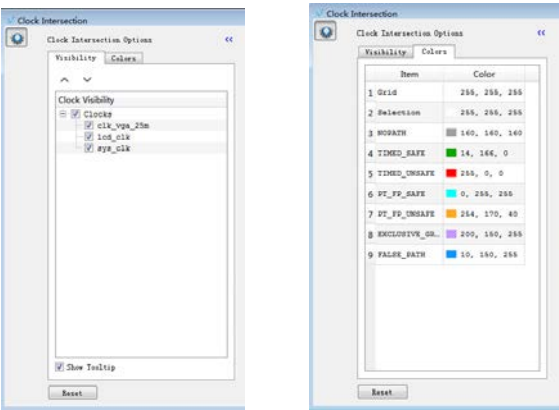 Clock Intersection
Clock Intersection Options
<<
Visibility Colors
Clock Visibility
Clocks
clk_vga_25m
lcd_clk
sys_clk
Show Tooltip
Reset
Clock Intersection
Clock Intersection Options
<<
Visibility Colors
Item Color
1 Grid 255, 255, 255
2 Selection 255, 255, 255
3 NOPATH 160, 160, 160
4 TIMED_SAFE 14, 166, 0
5 TIMED_UNSAFE 255, 0, 0
6 PT_FP_SAFE 0, 255, 255
7 PT_FP_UNSAFE 254, 170, 40
8 EXCLUSIVE_GR... 200, 150, 255
9 FALSE_PATH 10, 150, 255
Reset